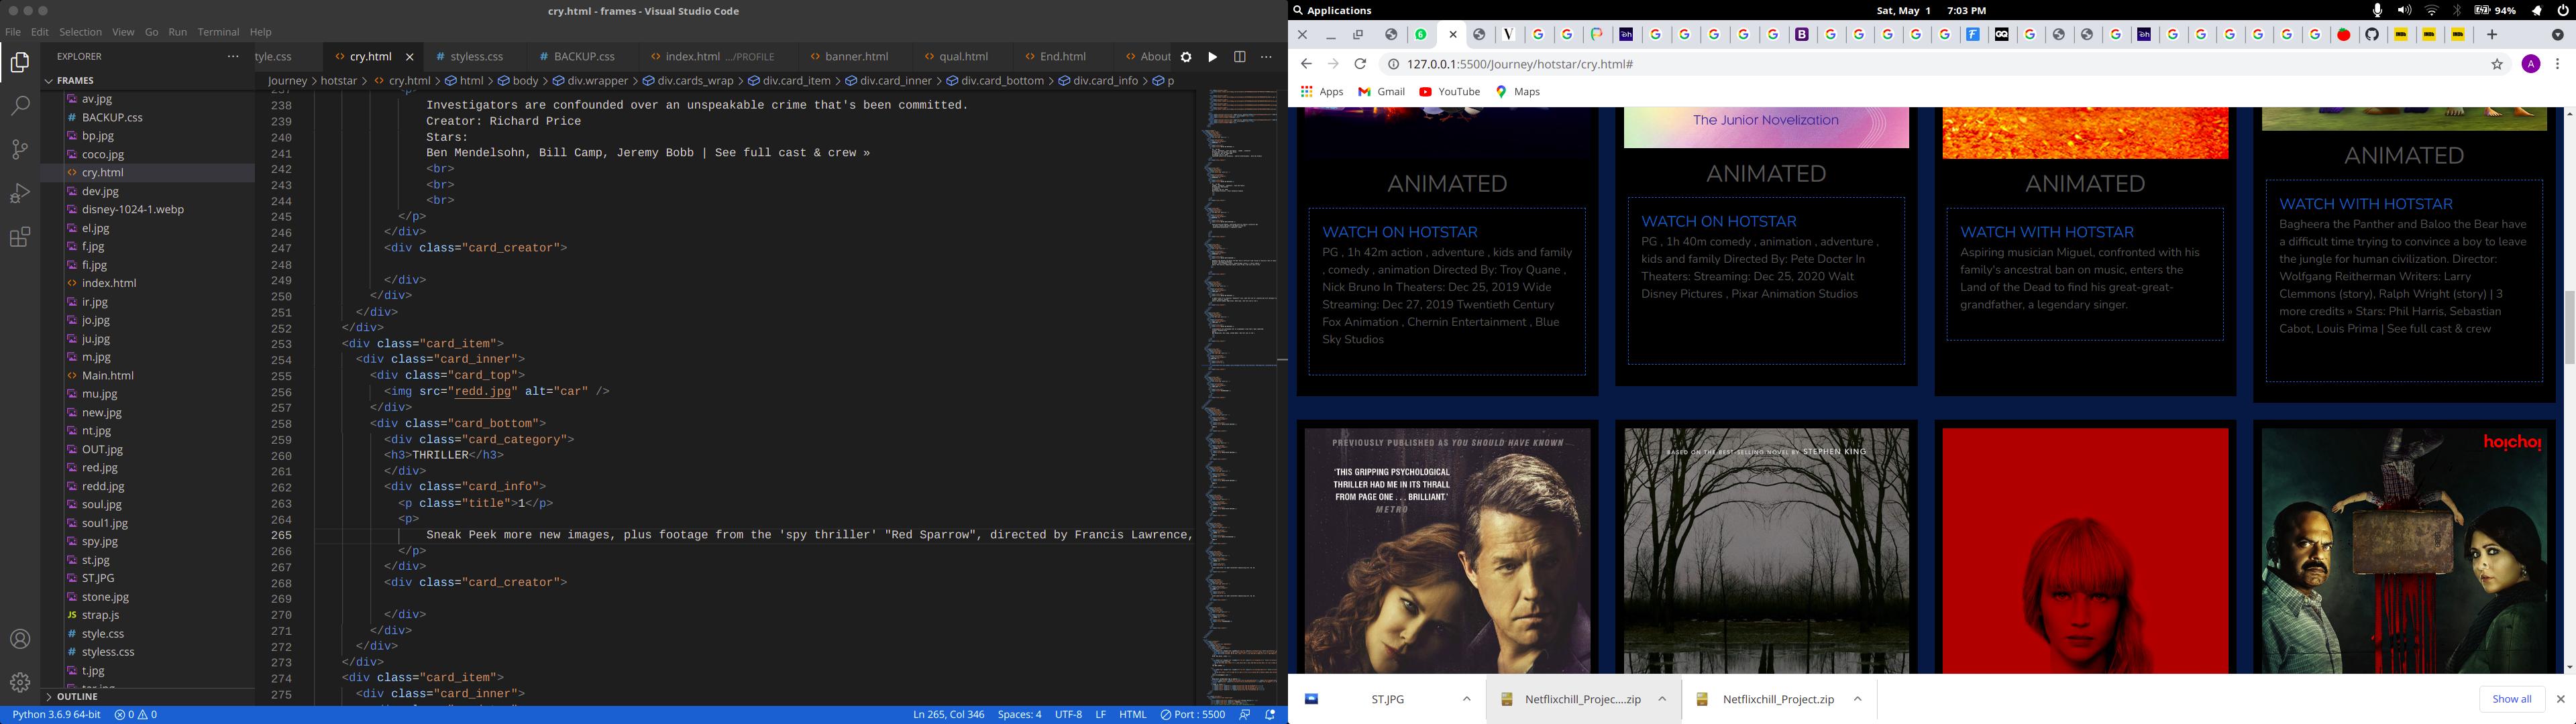 cry.html - frames - Visual Studio Code
File Edit Selection View Go Run Terminal Help
EXPLORER
FRAMES
av.jpg
BACKUP.css
bp.jpg
coco.jpg
cry.html
dev.jpg
disney-1024-1.webp
el.jpg
f.jpg
fi.jpg
index.html
ir.jpg
jo.jpg
ju.jpg
m.jpg
Main.html
mu.jpg
new.jpg
nt.jpg
OUT.jpg
red.jpg
redd.jpg
soul.jpg
soul1.jpg
spy.jpg
st.jpg
ST.JPG
stone.jpg
strap.js
style.css
styless.css
t.jpg
OUTLINE
tyle.css
cry.html
styless.css
BACKUP.css
index.html .../PROFILE
banner.html
qual.html
End.html
About
Journey > hotstar > cry.html > html > body > div.wrapper > div.cards_wrap > div.card_item > div.card_inner > div.card_bottom > div.card_info > p
237 <p>
238 Investigators are confounded over an unspeakable crime that's been committed.
239 Creator: Richard Price
240 Stars:
241 Ben Mendelsohn, Bill Camp, Jeremy Bobb | See full cast & crew »
242 <br>
243 <br>
244 <br>
245 </p>
246 </div>
247 <div class="card_creator">
248
249 </div>
250 </div>
251 </div>
252 </div>
253 <div class="card_item">
254 <div class="card_inner">
255 <div class="card_top">
256 <img src="redd.jpg" alt="car" />
257 </div>
258 <div class="card_bottom">
259 <div class="card_category">
260 <h3>THRILLER</h3>
261 </div>
262 <div class="card_info">
263 <p class="title">1</p>
264 <p>
265 Sneak Peek more new images, plus footage from the 'spy thriller' "Red Sparrow", directed by Francis Lawrence,
266 </p>
267 </div>
268 <div class="card_creator">
269
270 </div>
271 </div>
272 </div>
273 </div>
274 <div class="card_item">
275 <div class="card_inner">
Python 3.6.9 64-bit 0 0
Ln 265, Col 346 Spaces: 4 UTF-8 LF HTML Port : 5500
Applications
Sat, May 1 7:03 PM
94%
127.0.0.1:5500/Journey/hotstar/cry.html#
A
Apps Gmail YouTube Maps
ANIMATED
WATCH ON HOTSTAR
PG , 1h 42m action , adventure , kids and family
, comedy , animation Directed By: Troy Quane ,
Nick Bruno In Theaters: Dec 25, 2019 Wide
Streaming: Dec 27, 2019 Twentieth Century
Fox Animation , Chernin Entertainment , Blue
Sky Studios
The Junior Novelization
ANIMATED
WATCH ON HOTSTAR
PG , 1h 40m comedy , animation , adventure ,
kids and family Directed By: Pete Docter In
Theaters: Streaming: Dec 25, 2020 Walt
Disney Pictures , Pixar Animation Studios
ANIMATED
WATCH WITH HOTSTAR
Aspiring musician Miguel, confronted with his
family's ancestral ban on music, enters the
Land of the Dead to find his great-great-
grandfather, a legendary singer.
ANIMATED
WATCH WITH HOTSTAR
Bagheera the Panther and Baloo the Bear have
a difficult time trying to convince a boy to leave
the jungle for human civilization. Director:
Wolfgang Reitherman Writers: Larry
Clemmons (story), Ralph Wright (story) | 3
more credits » Stars: Phil Harris, Sebastian
Cabot, Louis Prima | See full cast & crew
PREVIOUSLY PUBLISHED AS YOU SHOULD HAVE KNOWN
'THIS GRIPPING PSYCHOLOGICAL
THRILLER HAD ME IN ITS THRALL
FROM PAGE ONE . . . BRILLIANT.'
METRO
BASED ON THE BEST-SELLING NOVEL BY STEPHEN KING
hoichoi
ST.JPG
Netflixchill_Projec....zip
Netflixchill_Project.zip
Show all